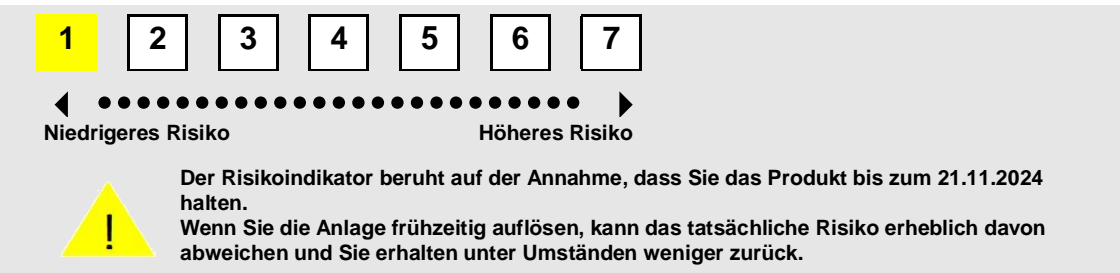 1 2 3 4 5 6 7
Niedrigeres Risiko Höheres Risiko
Der Risikoindikator beruht auf der Annahme, dass Sie das Produkt bis zum 21.11.2024
halten.
Wenn Sie die Anlage frühzeitig auflösen, kann das tatsächliche Risiko erheblich davon
abweichen und Sie erhalten unter Umständen weniger zurück.
!